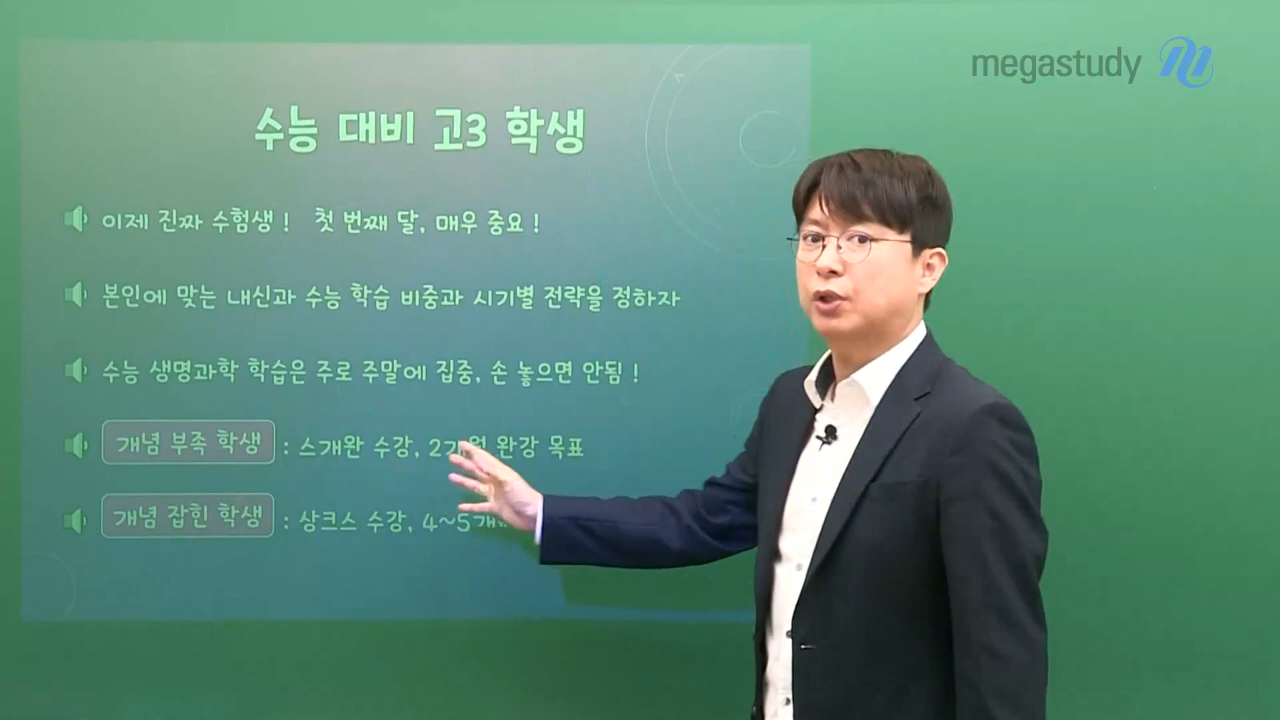 megastudy
수능 대비 고3 학생
이제 진짜 수험생 ! 첫 번째 달, 매우 중요 !
본인에 맞는 내신과 수능 학습 비중과 시기별 전략을 정하자
수능 생명과학 학습은 주로 주말에 집중, 손 놓으면 안됨 !
개념 부족 학생 : 스개완 수강, 2개월 완강 목표
개념 잡힌 학생 : 상크스 수강, 4~5개